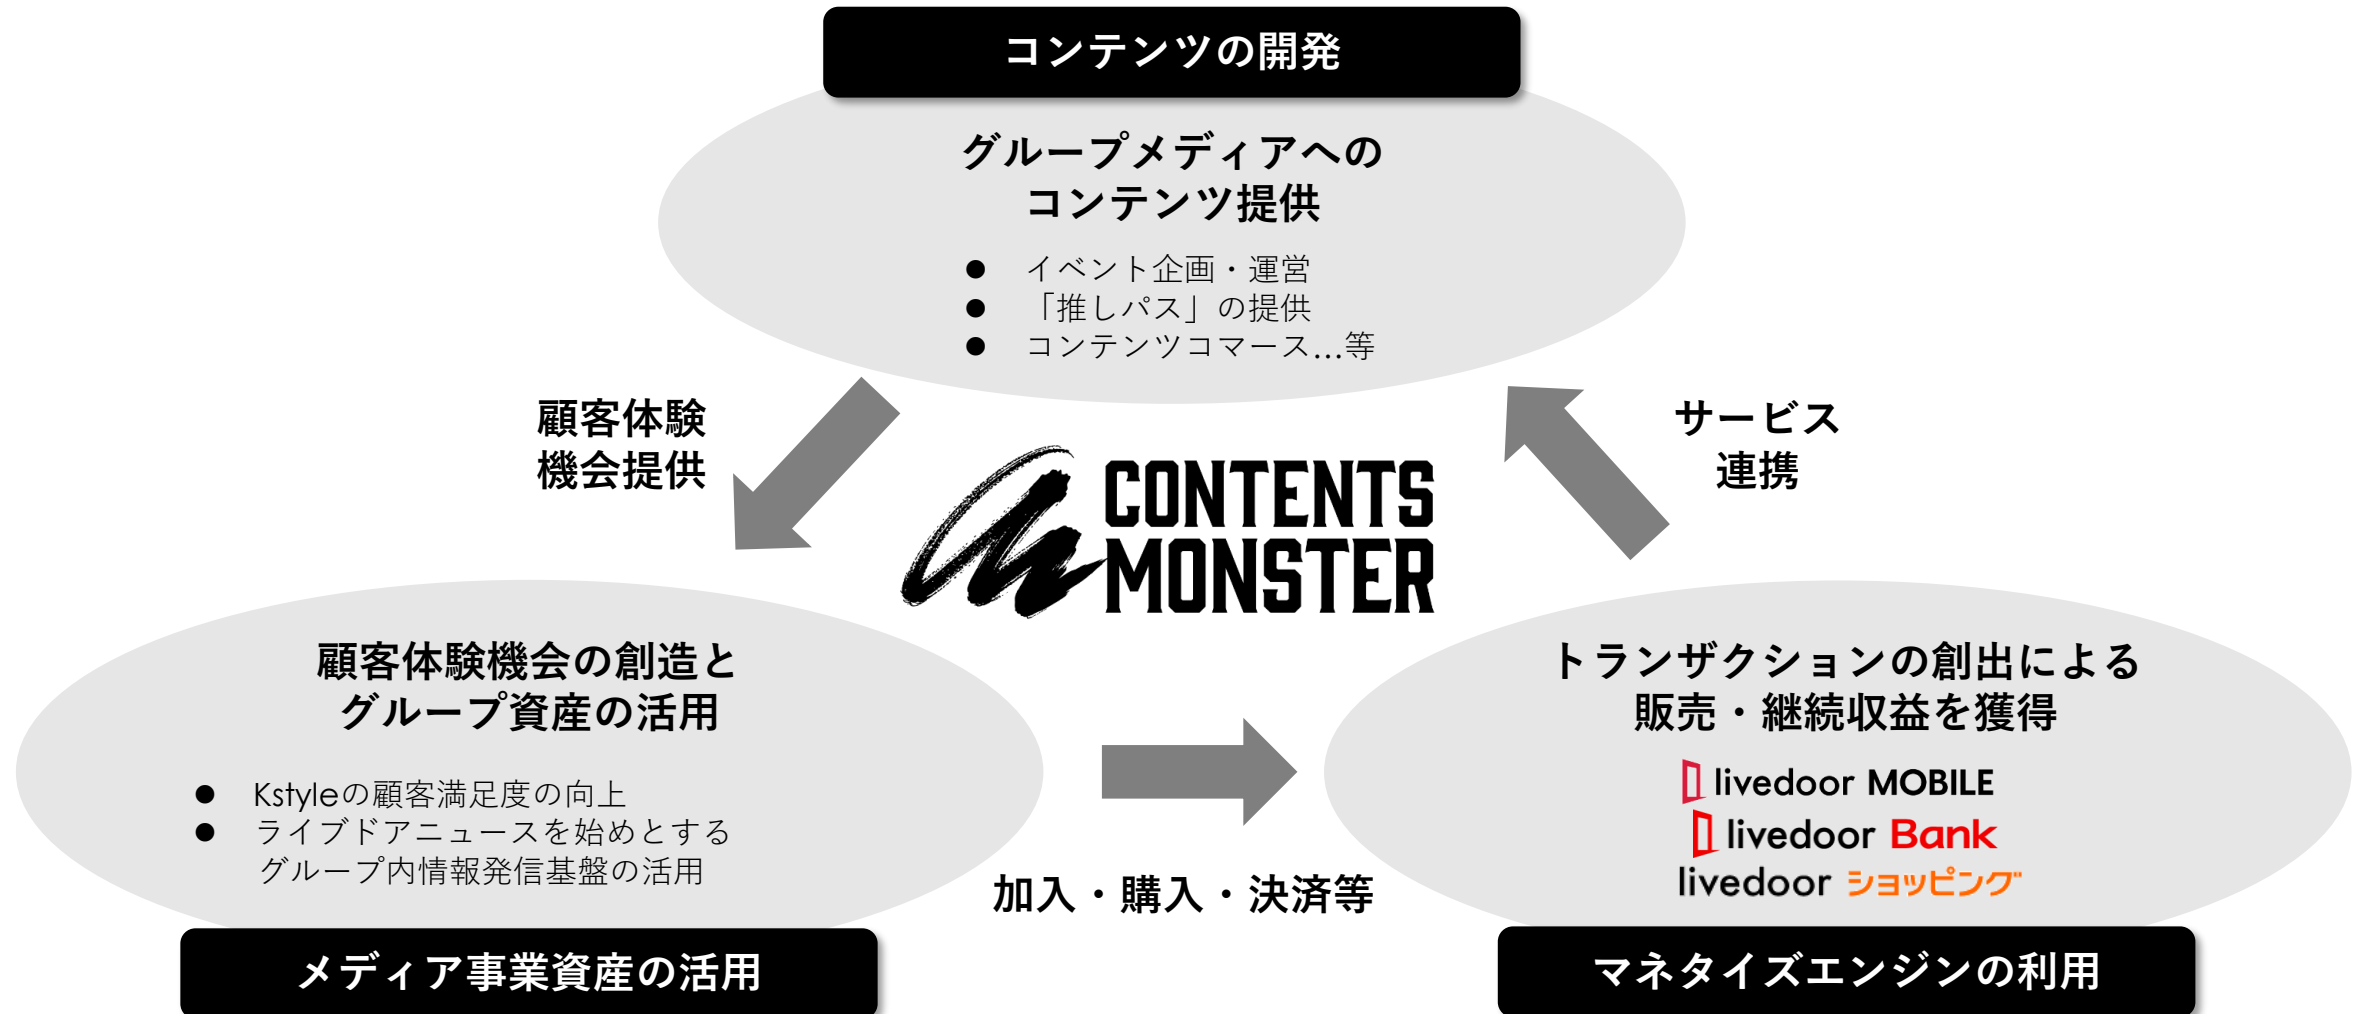 コンテンツの開発
グループメディアへの
コンテンツ提供
● イベント企画・運営
● 「推しパス」の提供
● コンテンツコマース…等
顧客体験
機会提供
サービス
連携
CONTENTS
MONSTER
顧客体験機会の創造と
グループ資産の活用
● Kstyleの顧客満足度の向上
● ライブドアニュースを始めとする
グループ内情報発信基盤の活用
加入・購入・決済等
トランザクションの創出による
販売・継続収益を獲得
livedoor MOBILE
livedoor Bank
livedoor ショッピング
メディア事業資産の活用
マネタイズエンジンの利用